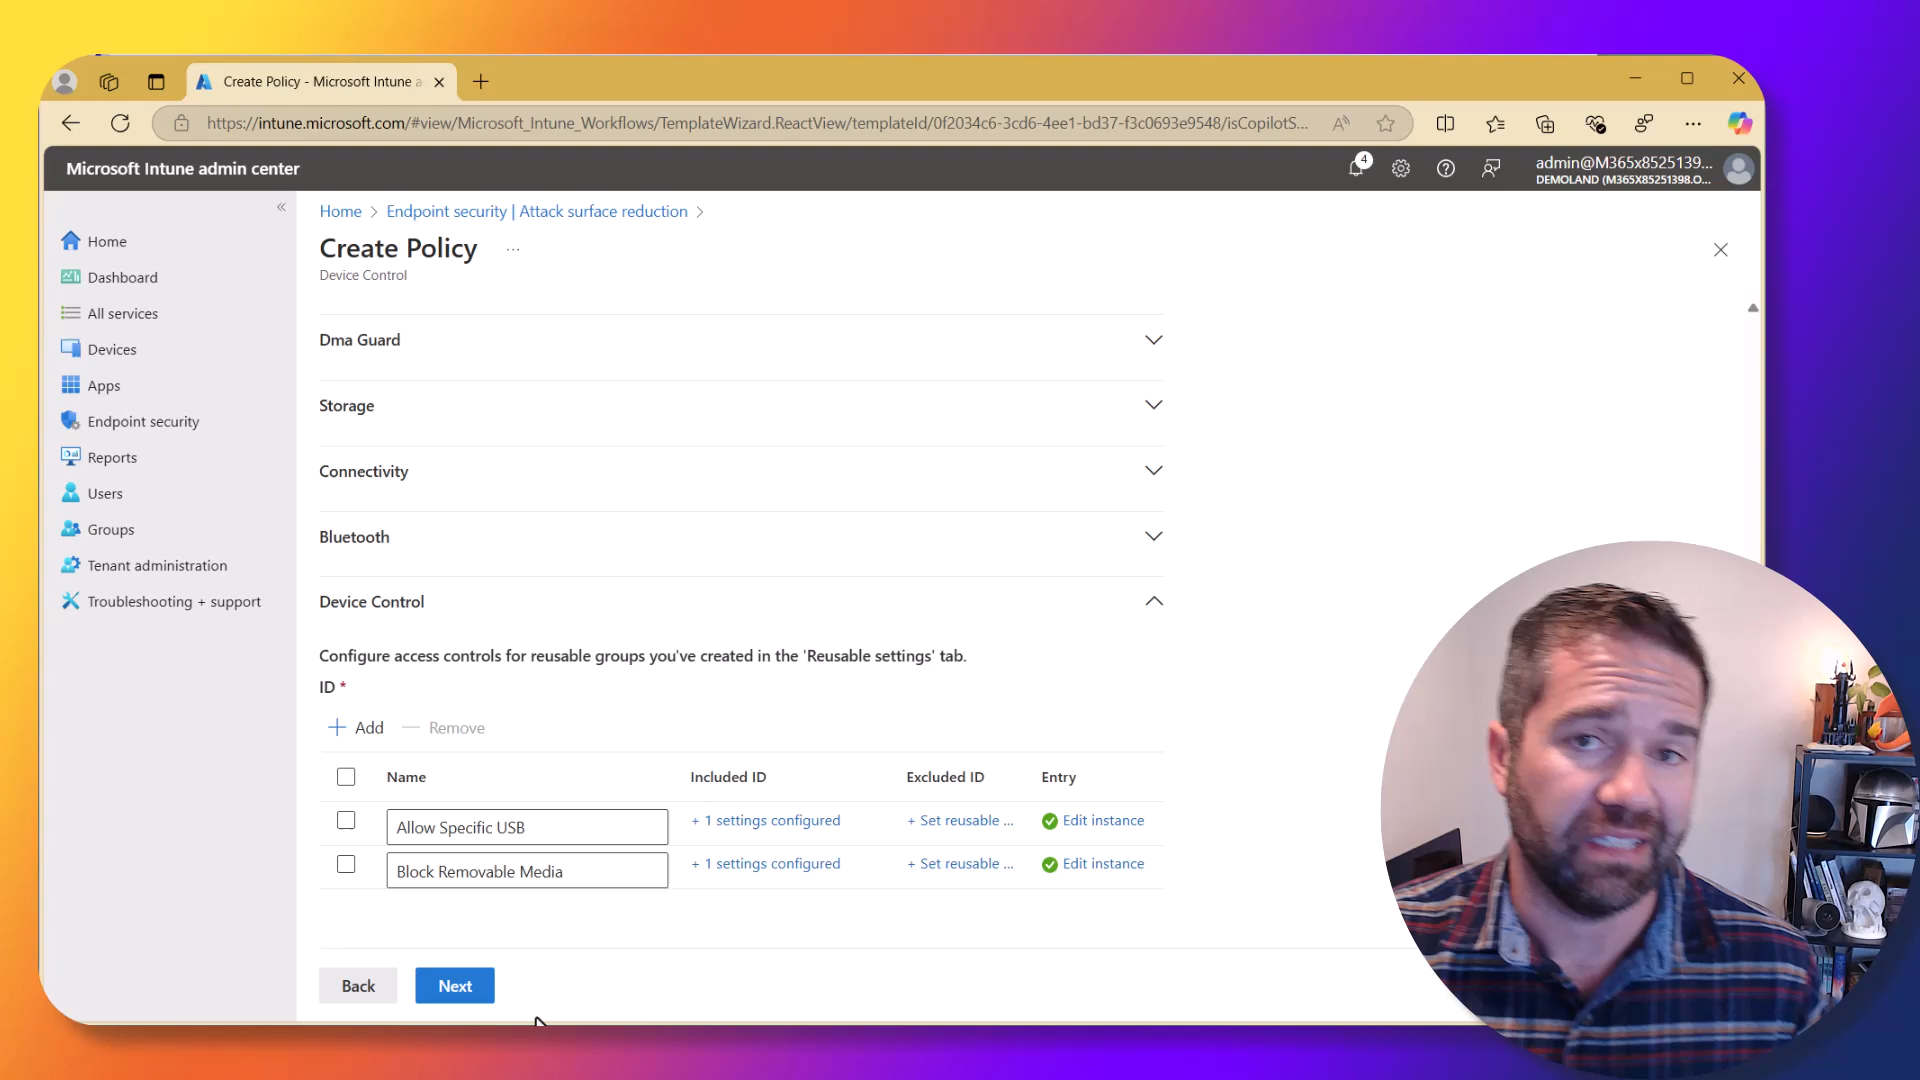 Create Policy - Microsoft Intune a
https://intune.microsoft.com/#view/Microsoft_Intune_Workflows/TemplateWizard.ReactView/templateId/0f2034c6-3cd6-4ee1-bd37-f3c0693e9548/isCopilotS...
Microsoft Intune admin center
4
admin@M365x8525139...
DEMOLAND (M365X85251398.O...
Home
Dashboard
All services
Devices
Apps
Endpoint security
Reports
Users
Groups
Tenant administration
Troubleshooting + support
Home > Endpoint security | Attack surface reduction >
Create Policy ...
Device Control
Dma Guard
Storage
Connectivity
Bluetooth
Device Control
Configure access controls for reusable groups you've created in the 'Reusable settings' tab.
ID *
+ Add — Remove
Name Included ID Excluded ID Entry
Allow Specific USB + 1 settings configured + Set reusable ... Edit instance
Block Removable Media + 1 settings configured + Set reusable ... Edit instance
Back Next